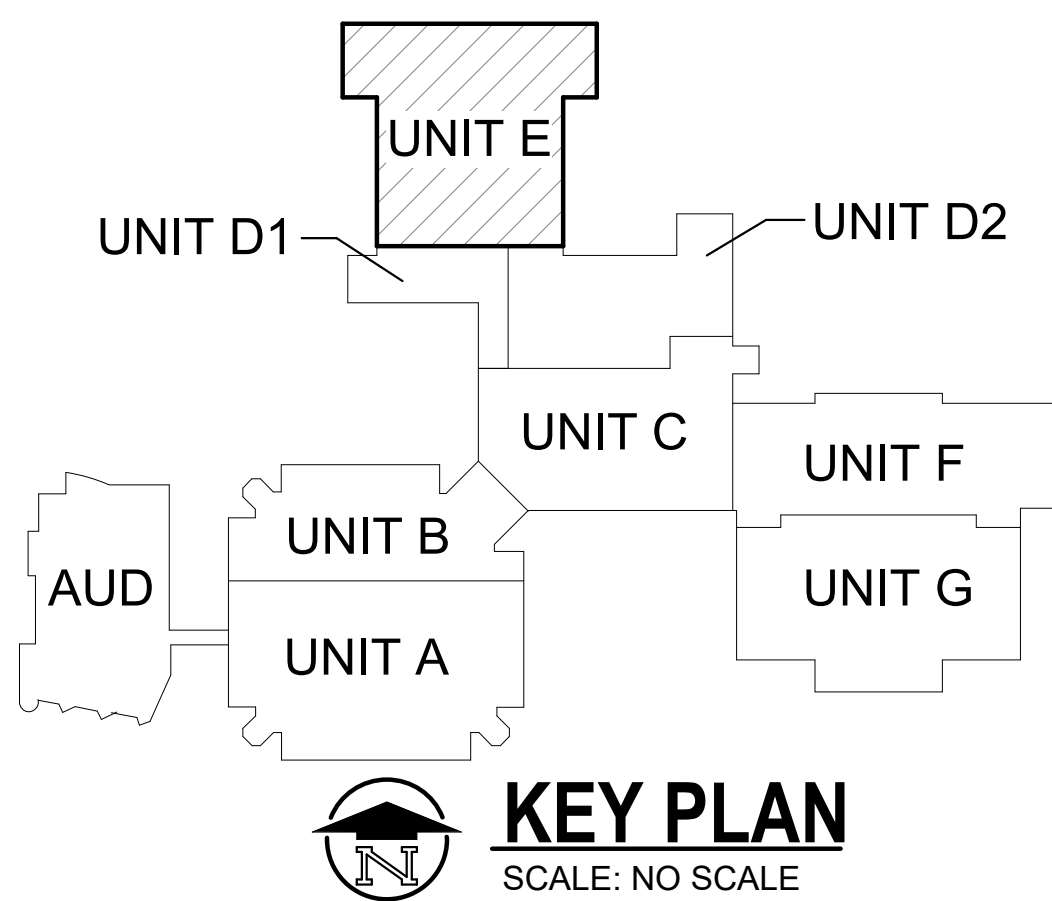 UNIT E
UNIT D1
UNIT D2
UNIT C
UNIT F
UNIT B
AUD
UNIT G
UNIT A
N
KEY PLAN
SCALE: NO SCALE